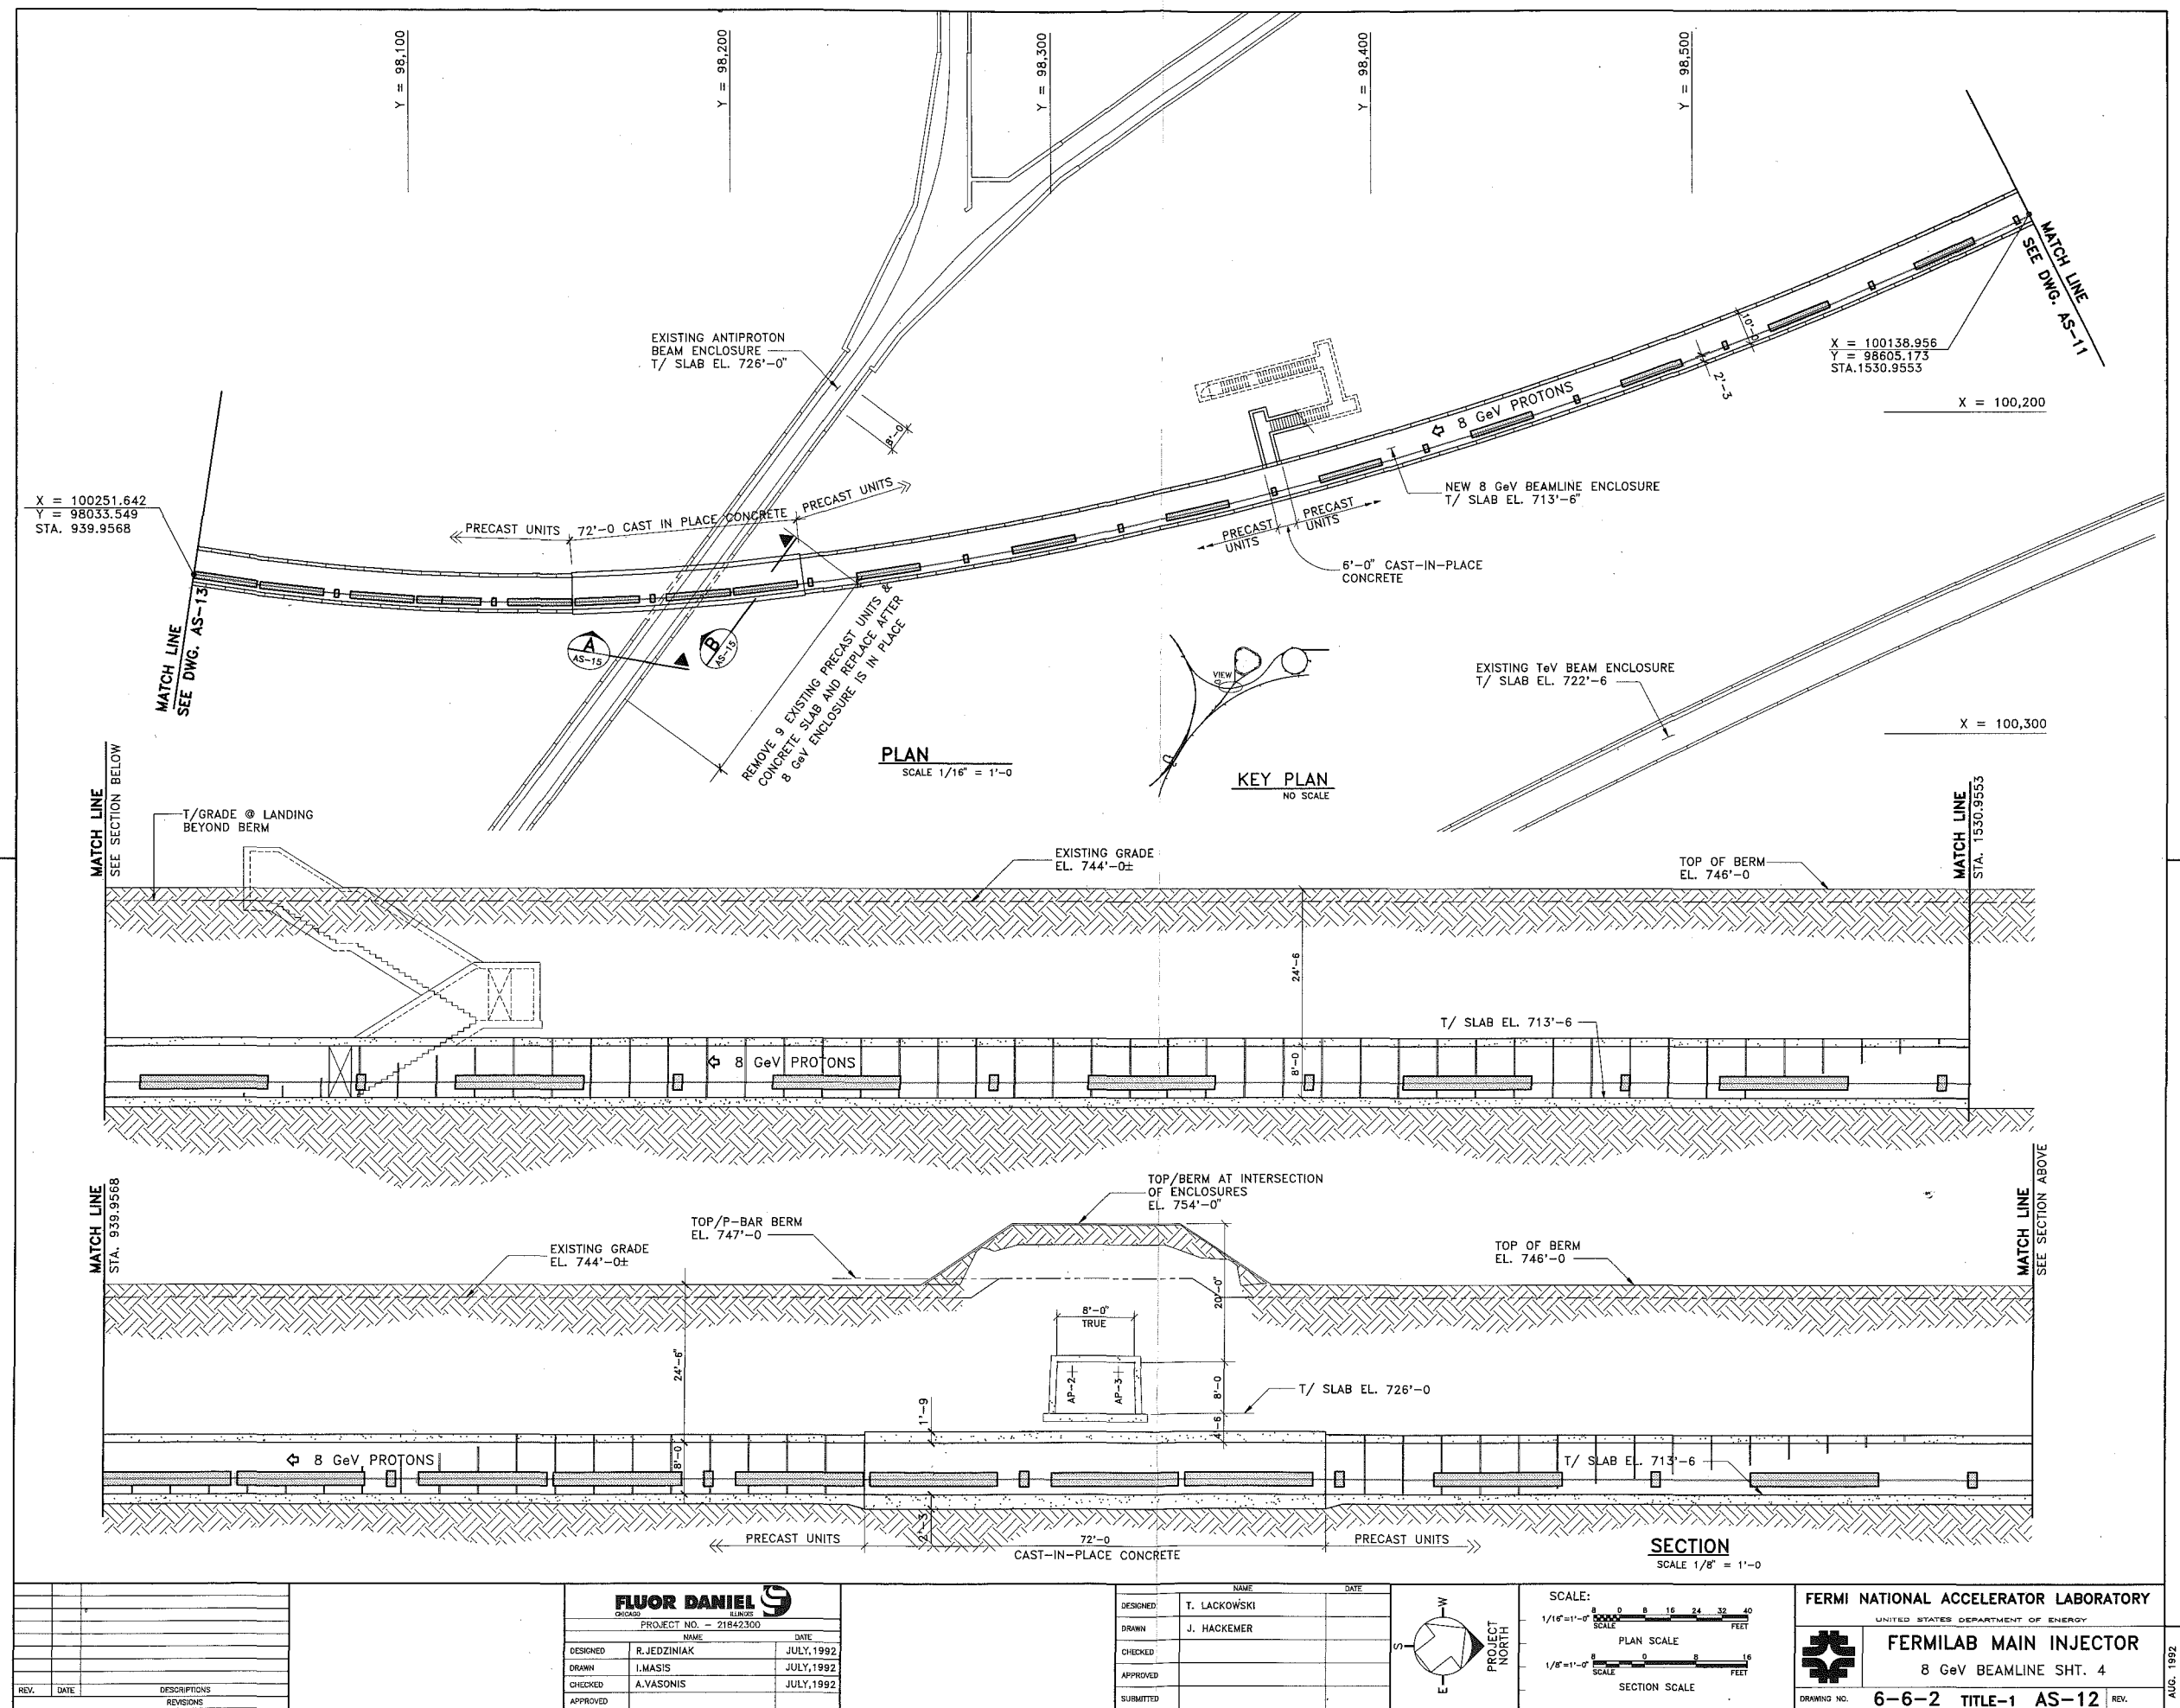 Y = 98,100
Y = 98,200
Y = 98,300
Y = 98,400
Y = 98,500
MATCH LINE
SEE DWG. AS-11
X = 100138.956
Y = 98605.173
STA.1530.9553
X = 100,200
EXISTING ANTIPROTON
BEAM ENCLOSURE
T/ SLAB EL. 726'-0"
8'-0
10'-0
2'-3
8 GeV PROTONS
NEW 8 GeV BEAMLINE ENCLOSURE
T/ SLAB EL. 713'-6"
X = 100251.642
Y = 98033.549
STA. 939.9568
PRECAST UNITS
72'-0 CAST IN PLACE CONCRETE
PRECAST UNITS
PRECAST
UNITS
PRECAST
UNITS
6'-0" CAST-IN-PLACE
CONCRETE
MATCH LINE
SEE DWG. AS-13
A
AS-15
B
AS-15
REMOVE 9 EXISTING PRECAST UNITS &
CONCRETE SLAB AND REPLACE AFTER
8 GeV ENCLOSURE IS IN PLACE
VIEW
EXISTING TeV BEAM ENCLOSURE
T/ SLAB EL. 722'-6
X = 100,300
PLAN
SCALE 1/16" = 1'-0
KEY PLAN
NO SCALE
MATCH LINE
SEE SECTION BELOW
T/GRADE @ LANDING
BEYOND BERM
EXISTING GRADE
EL. 744'-0±
TOP OF BERM
EL. 746'-0
MATCH LINE
STA. 1530.9553
24'-6
T/ SLAB EL. 713'-6
8 GeV PROTONS
8'-0
MATCH LINE
STA. 939.9568
TOP/BERM AT INTERSECTION
OF ENCLOSURES
EL. 754'-0"
TOP/P-BAR BERM
EL. 747'-0
EXISTING GRADE
EL. 744'-0±
TOP OF BERM
EL. 746'-0
MATCH LINE
SEE SECTION ABOVE
20'-0"
8'-0"
TRUE
24'-6"
AP-2
AP-3
8'-0
T/ SLAB EL. 726'-0
1'-9
4'-6
8 GeV PROTONS
8'-0
T/ SLAB EL. 713'-6
2'-3
PRECAST UNITS
72'-0
CAST-IN-PLACE CONCRETE
PRECAST UNITS
SECTION
SCALE 1/8" = 1'-0
REV.
DATE
DESCRIPTIONS
REVISIONS
FLUOR DANIEL
CHICAGO
ILLINOIS
PROJECT NO. - 21842300
NAME
DATE
DESIGNED R.JEDZINIAK JULY,1992
DRAWN I.MASIS JULY,1992
CHECKED A.VASONIS JULY,1992
APPROVED
NAME
DATE
DESIGNED T. LACKOWSKI
DRAWN J. HACKEMER
CHECKED
APPROVED
SUBMITTED
W
S
E
PROJECT
NORTH
SCALE:
1/16"=1'-0"
8 0 8 16 24 32 40
SCALE FEET
PLAN SCALE
1/8"=1'-0"
8 0 8 16
SCALE FEET
SECTION SCALE
FERMI NATIONAL ACCELERATOR LABORATORY
UNITED STATES DEPARTMENT OF ENERGY
FERMILAB MAIN INJECTOR
8 GeV BEAMLINE SHT. 4
DRAWING NO. 6-6-2 TITLE-1 AS-12 REV.
AUG. 1992